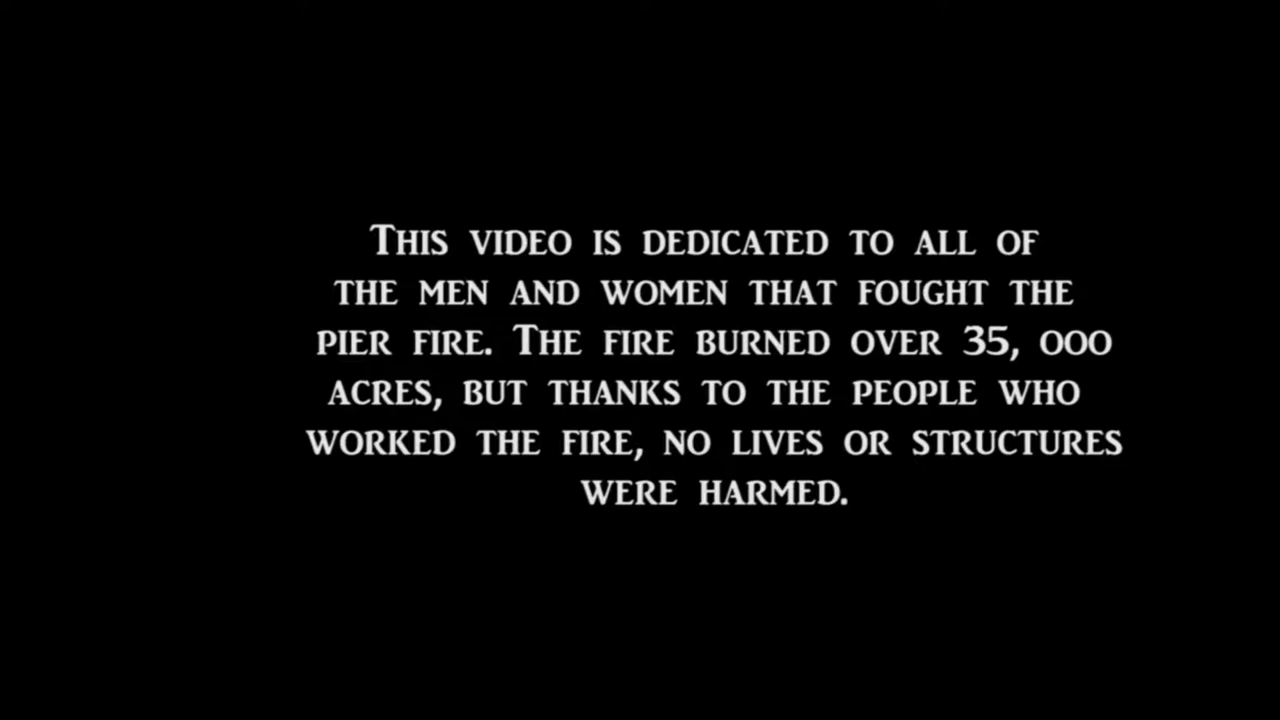 This video is dedicated to all of
the men and women that fought the
pier fire. The fire burned over 35, 000
acres, but thanks to the people who
worked the fire, no lives or structures
were harmed.